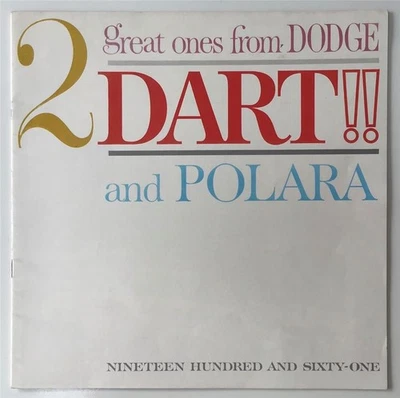 2 great ones from DODGE
DART!!
and POLARA
NINETEEN HUNDRED AND SIXTY-ONE